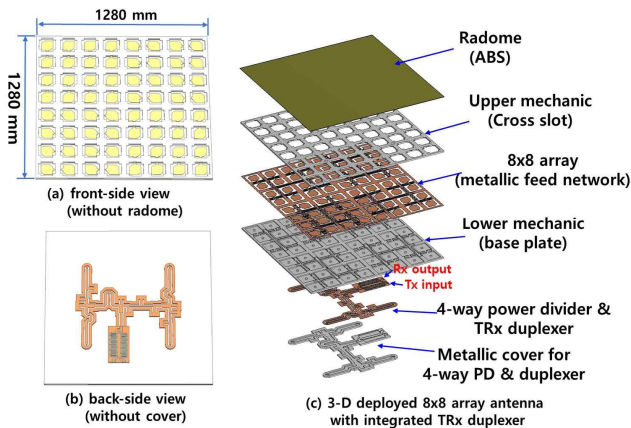 1280 mm
1280 mm
(a) front-side view
(without radome)
(b) back-side view
(without cover)
Radome
(ABS)
Upper mechanic
(Cross slot)
8x8 array
(metallic feed network)
Lower mechanic
(base plate)
Rx output
Tx input
4-way power divider &
TRx duplexer
Metallic cover for
4-way PD & duplexer
(c) 3-D deployed 8x8 array antenna
with integrated TRx duplexer